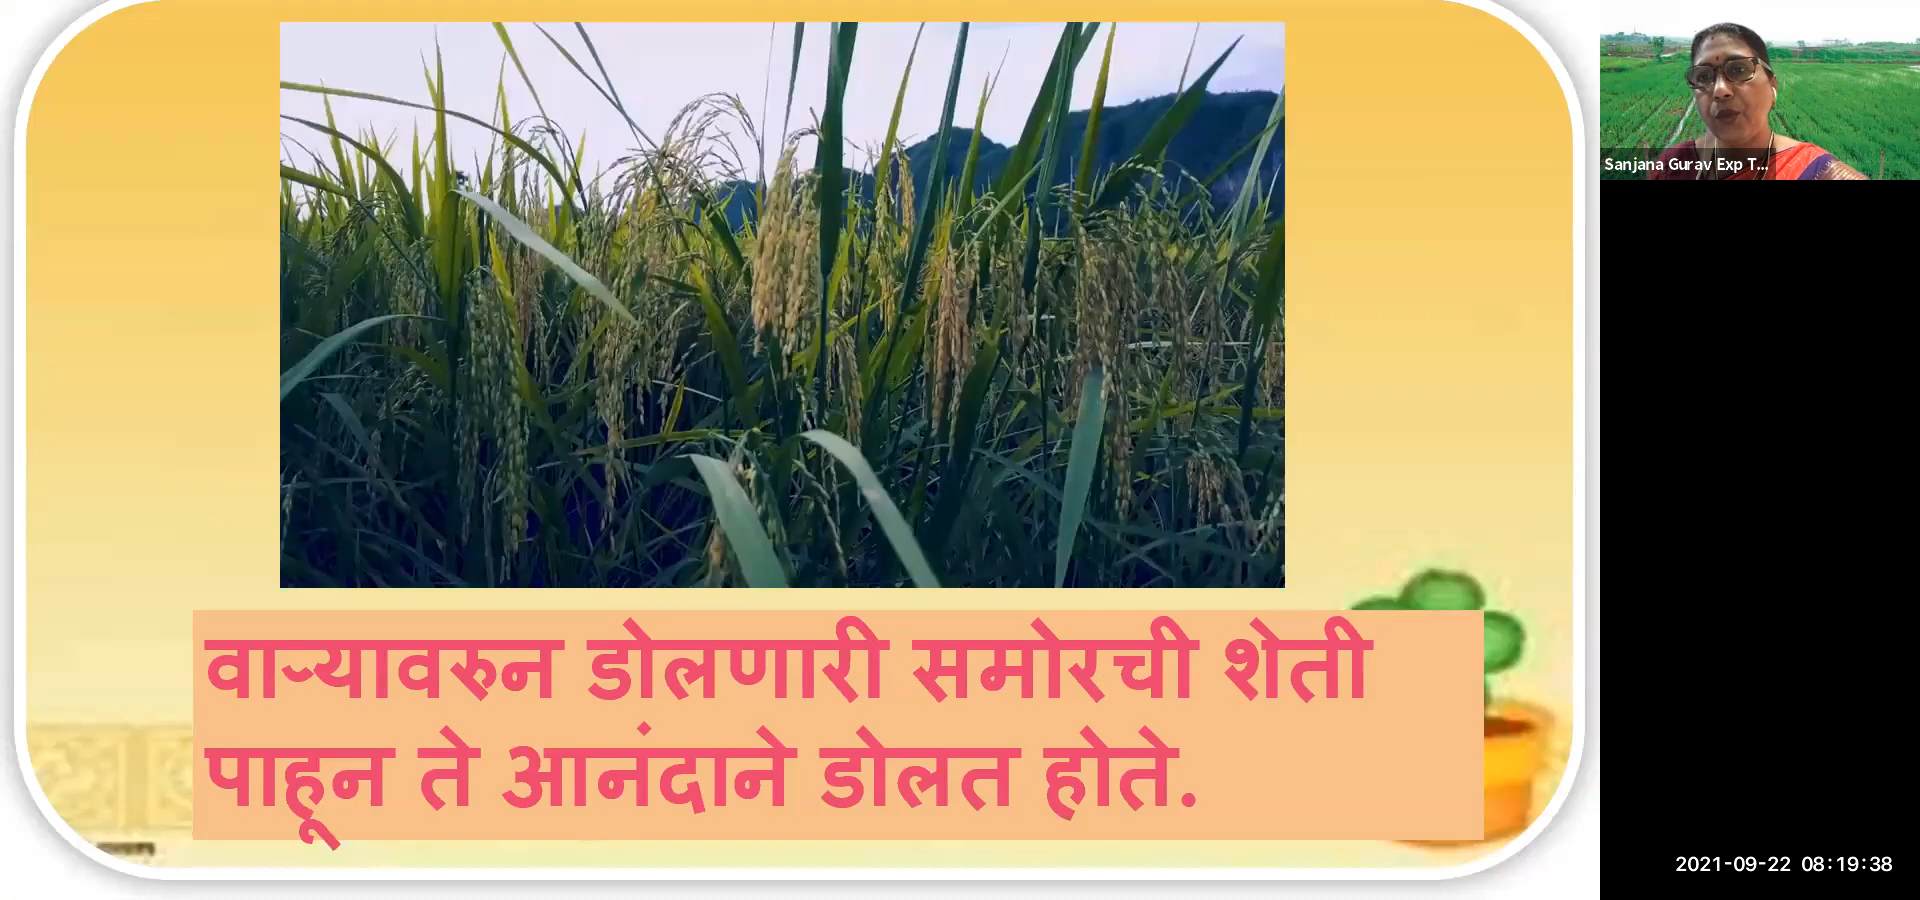 वाऱ्यावरुन डोलणारी समोरची शेती
पाहून ते आनंदाने डोलत होते.
Sanjana Gurav Exp T...
2021-09-22 08:19:38